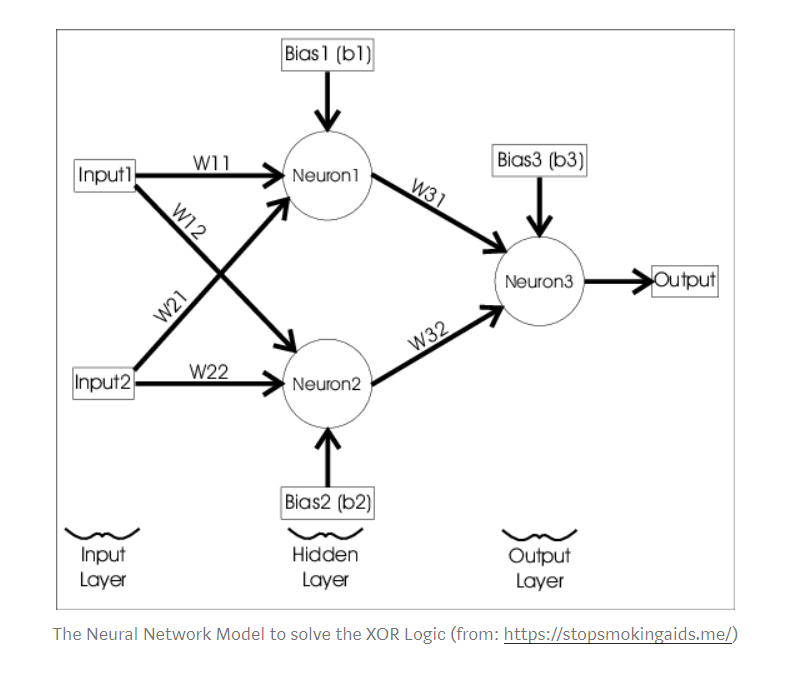 Bias1 (b1)
Input1
W11
Neuron1
W12
W31
Bias3 (b3)
Neuron3
Output
W21
Input2
W22
Neuron2
W32
Bias2 (b2)
Input
Layer
Hidden
Layer
Output
Layer
The Neural Network Model to solve the XOR Logic (from: https://stopsmokingaids.me/)